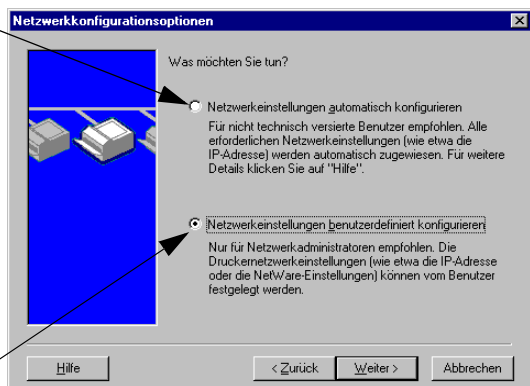 Netzwerkkonfigurationsoptionen
Was möchten Sie tun?
Netzwerkeinstellungen automatisch konfigurieren
Für nicht technisch versierte Benutzer empfohlen. Alle
erforderlichen Netzwerkeinstellungen (wie etwa die
IP-Adresse) werden automatisch zugewiesen. Für weitere
Details klicken Sie auf "Hilfe".
Netzwerkeinstellungen benutzerdefiniert konfigurieren
Nur für Netzwerkadministratoren empfohlen. Die
Druckernetzwerkeinstellungen (wie etwa die IP-Adresse
oder die NetWare-Einstellungen) können vom Benutzer
festgelegt werden.
Hilfe
< Zurück
Weiter >
Abbrechen